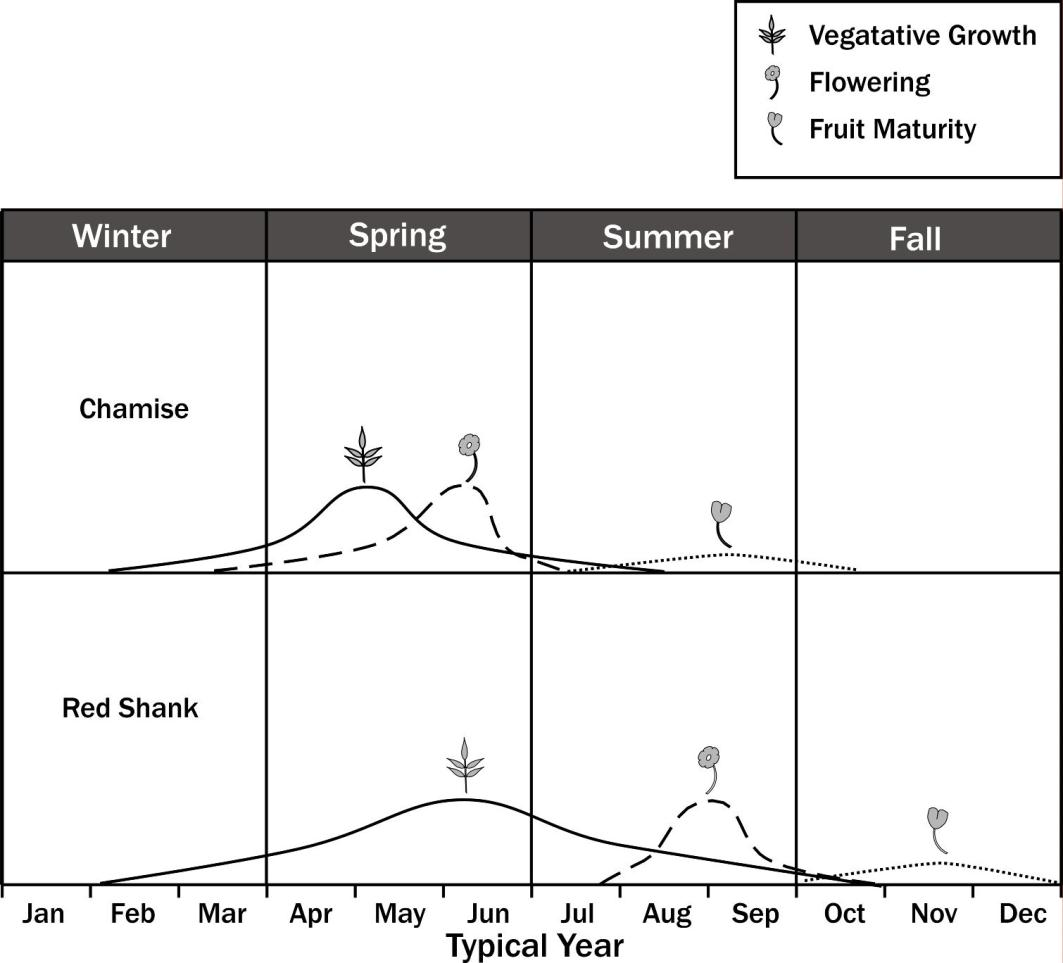 Vegatative Growth
Flowering
Fruit Maturity
Winter Spring Summer Fall
Chamise
Red Shank
Jan Feb Mar Apr May Jun Jul Aug Sep Oct Nov Dec
Typical Year